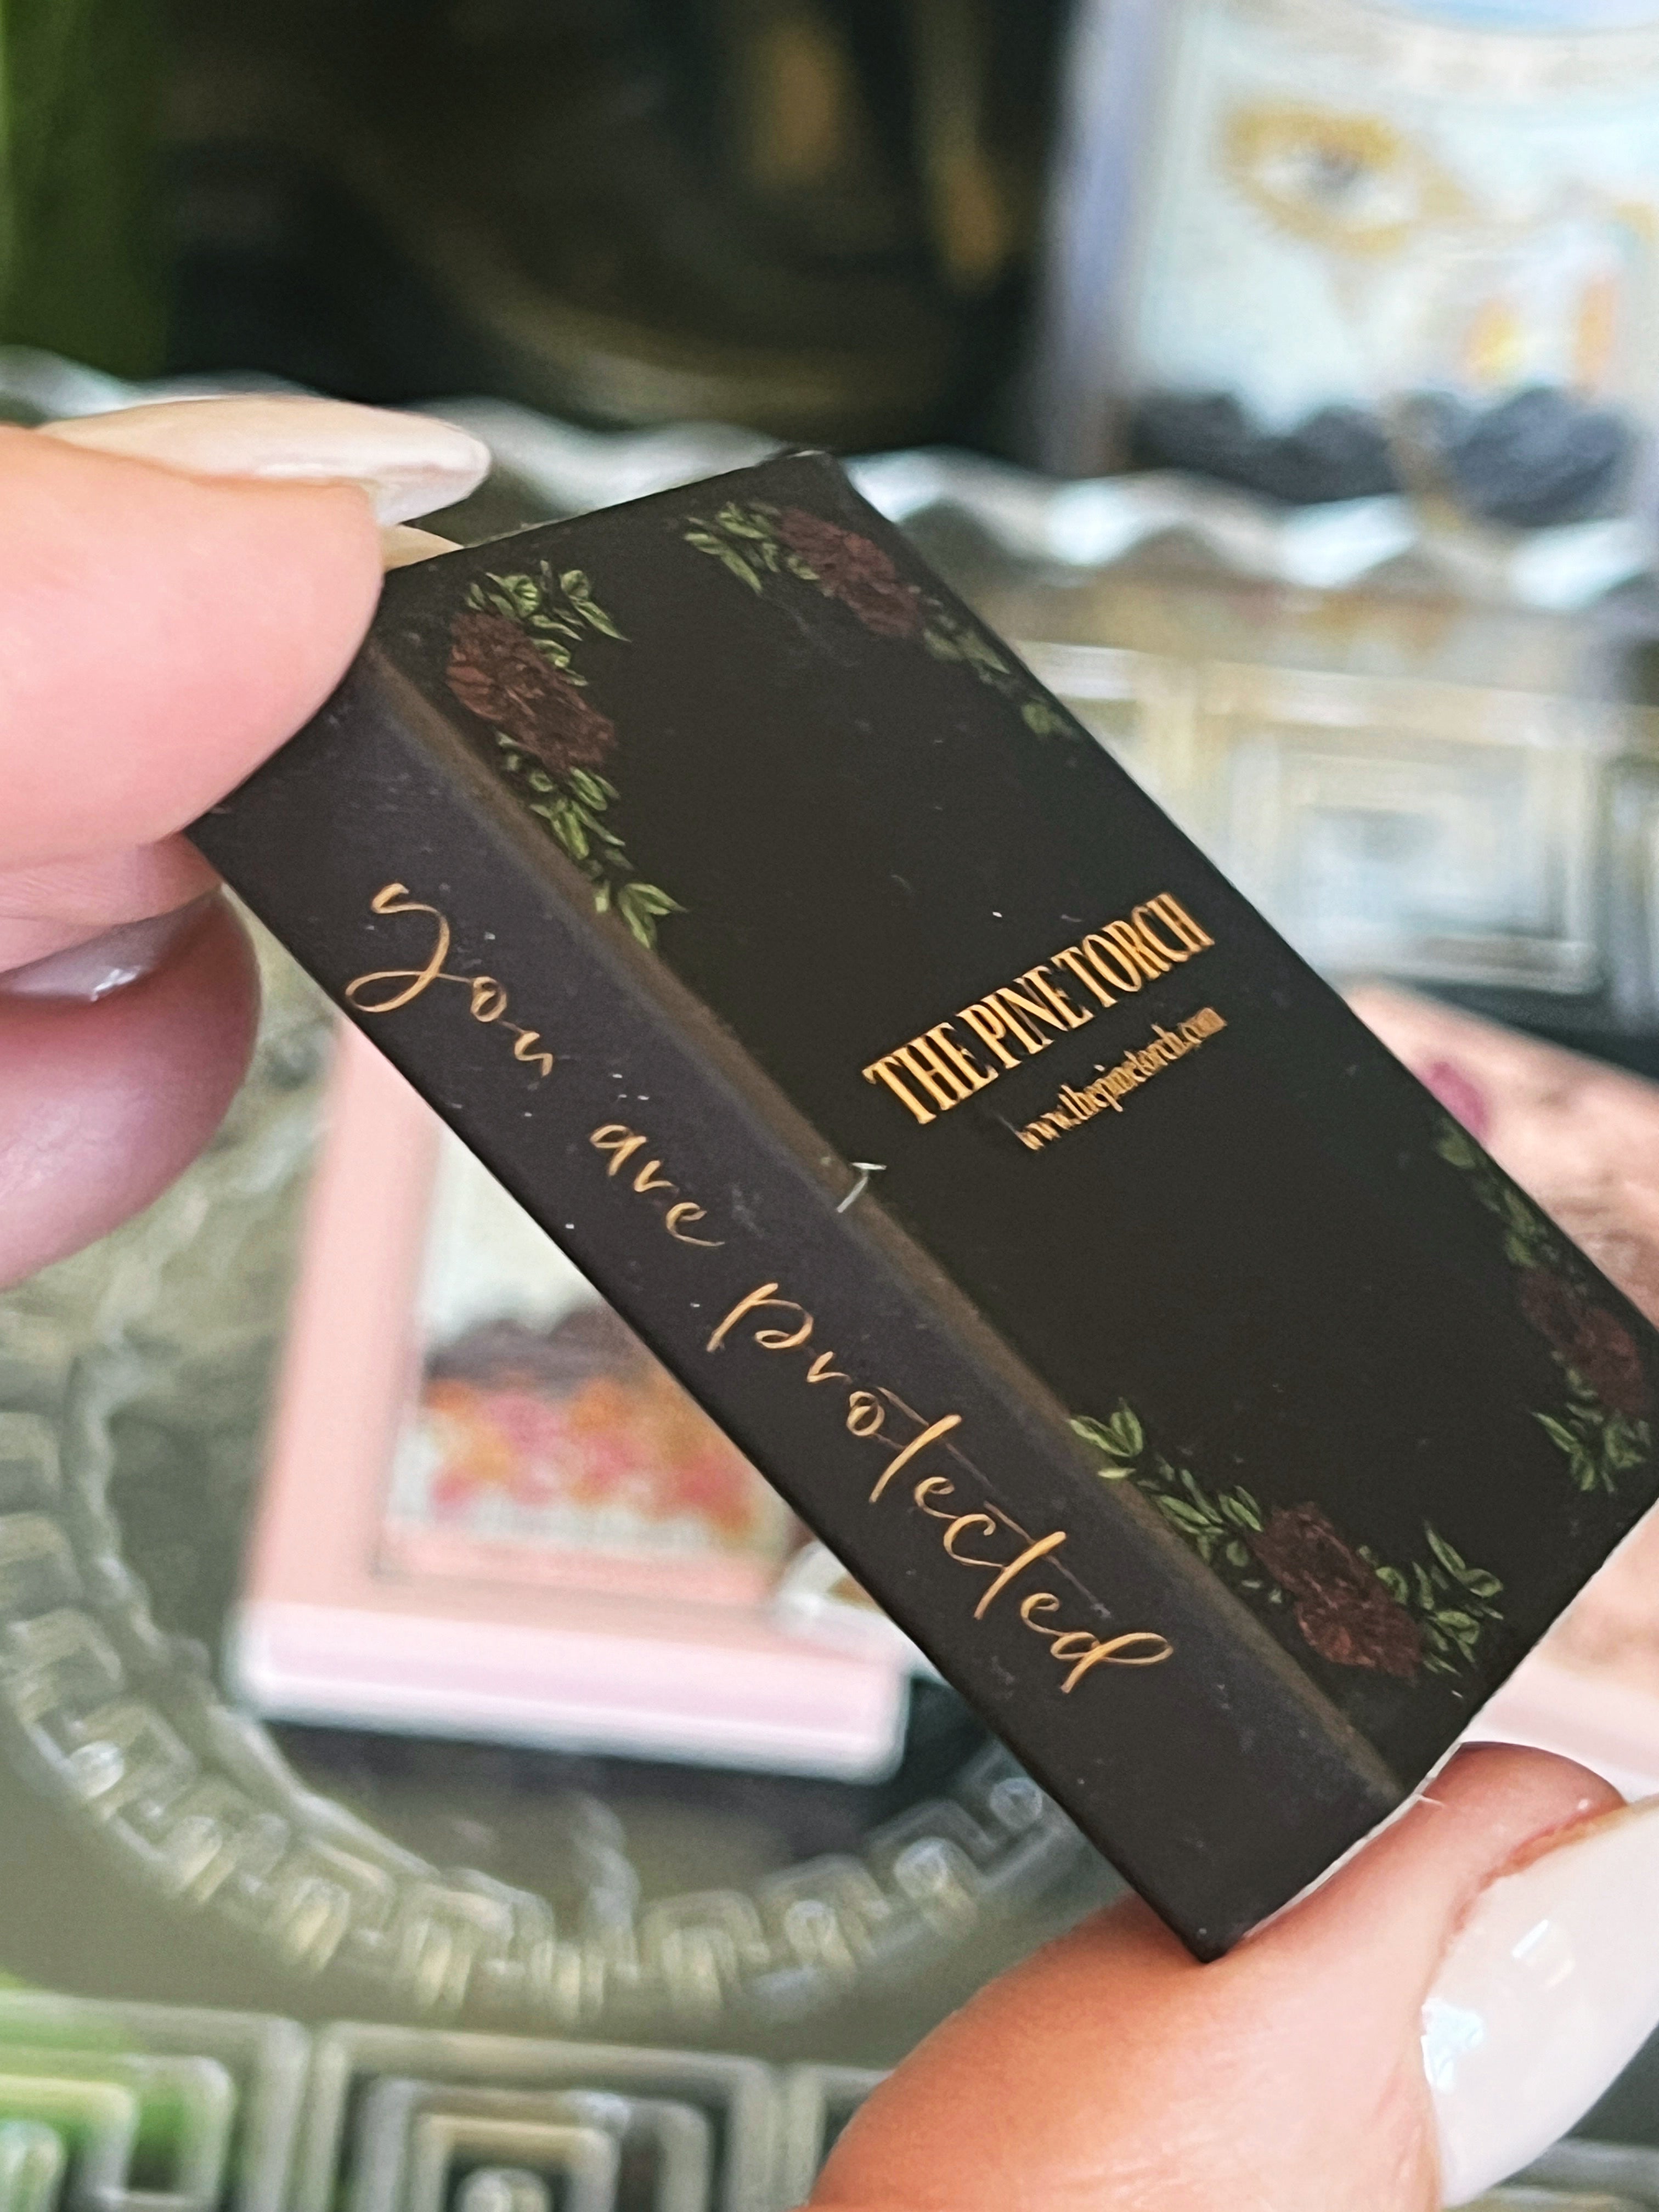 THE PINE TORCH
www.thepinetorch.com
you are protected